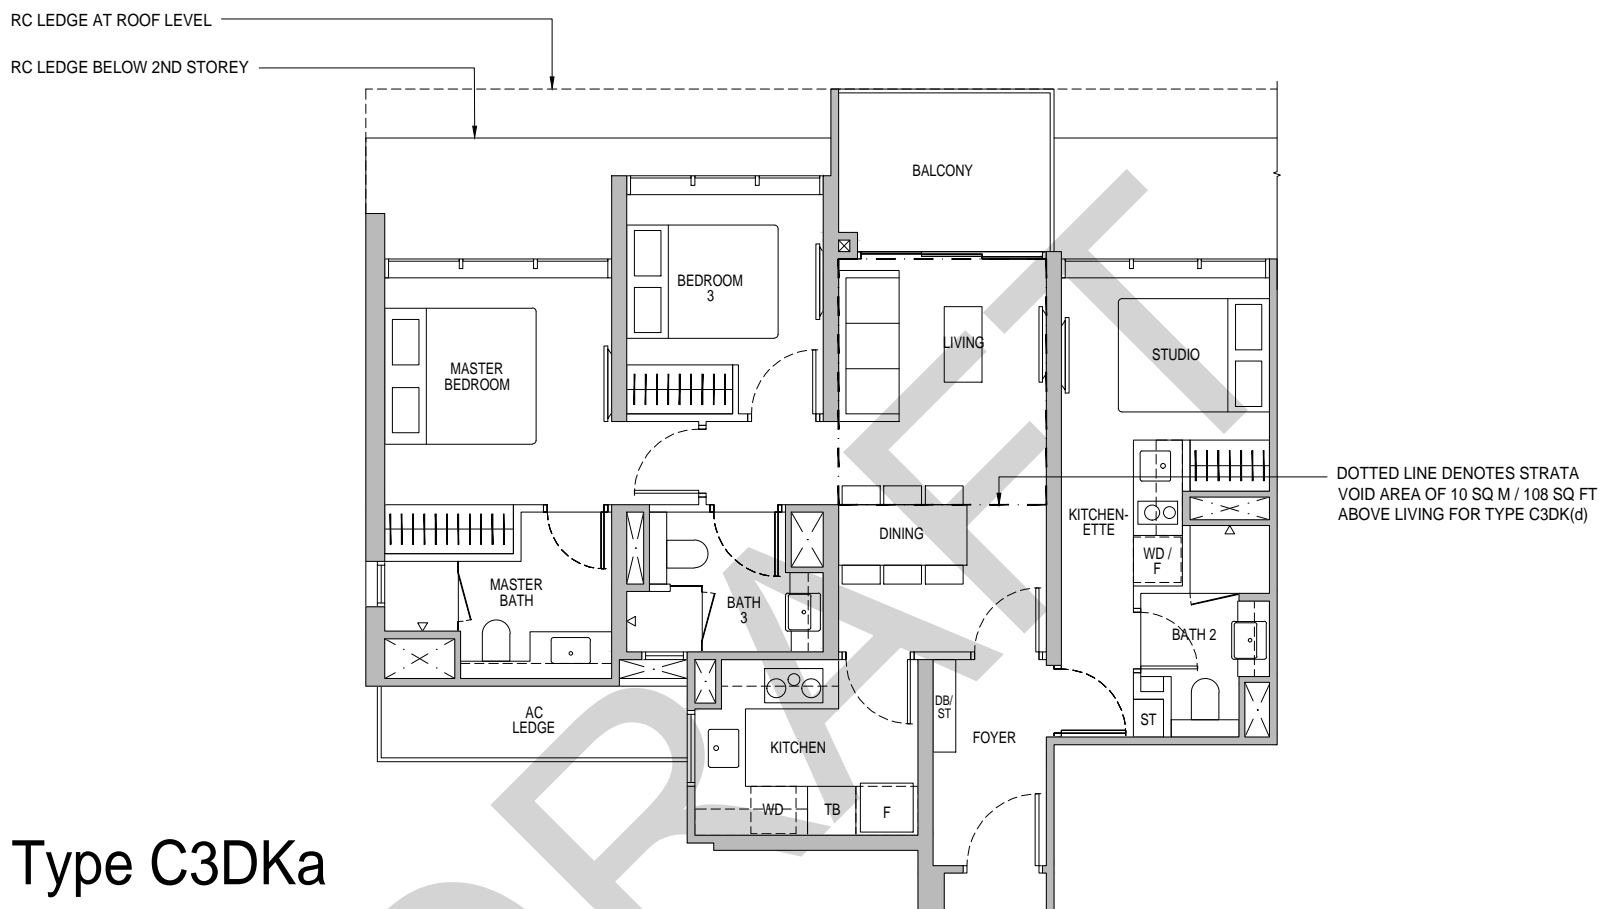 RC LEDGE AT ROOF LEVEL
RC LEDGE BELOW 2ND STOREY
BALCONY
BEDROOM
3
MASTER
BEDROOM
LIVING
STUDIO
DOTTED LINE DENOTES STRATA
VOID AREA OF 10 SQ M / 108 SQ FT
ABOVE LIVING FOR TYPE C3DK(d)
DINING
KITCHEN-
ETTE
WD /
F
MASTER
BATH
BATH
3
BATH 2
AC
LEDGE
DB/
ST
ST
KITCHEN
FOYER
WD
TB
F
Type C3DKa
DRAFT